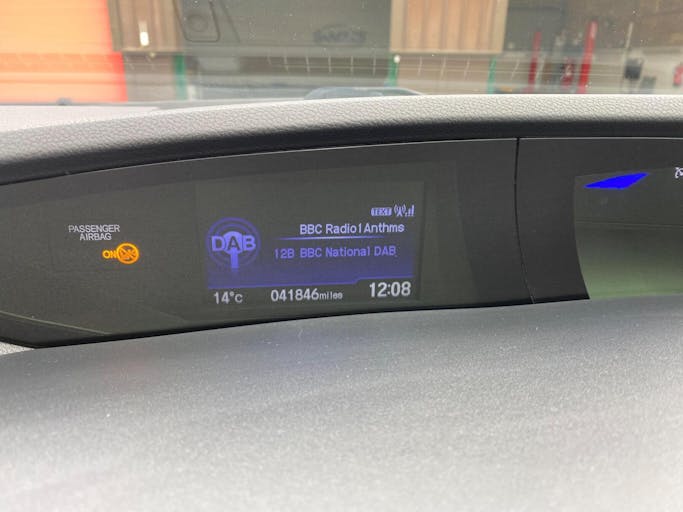 PASSENGER
AIRBAG
ON
TEXT
DAB
BBC Radio1Anthms
12B BBC National DAB
14°C 041846miles 12:08